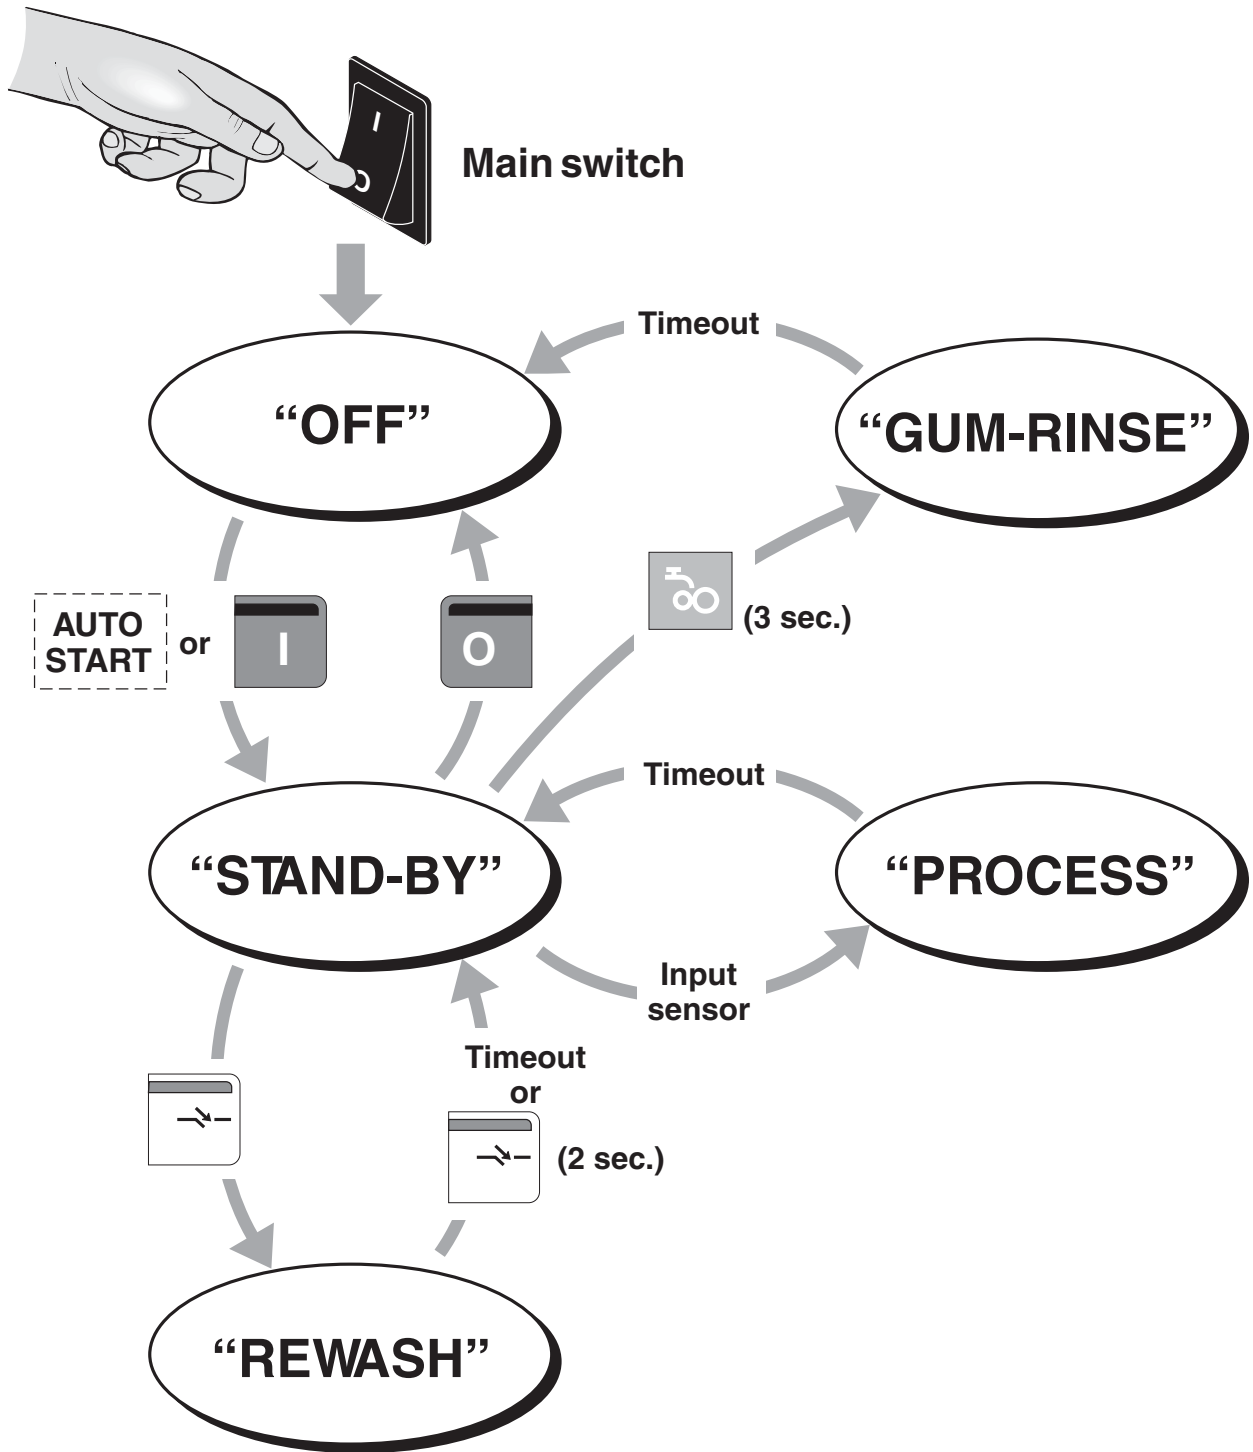 I
O
Main switch
Timeout
“OFF”
“GUM-RINSE”
AUTO
START
or
I
O
(3 sec.)
Timeout
“STAND-BY”
“PROCESS”
Input
sensor
Timeout
or
(2 sec.)
“REWASH”